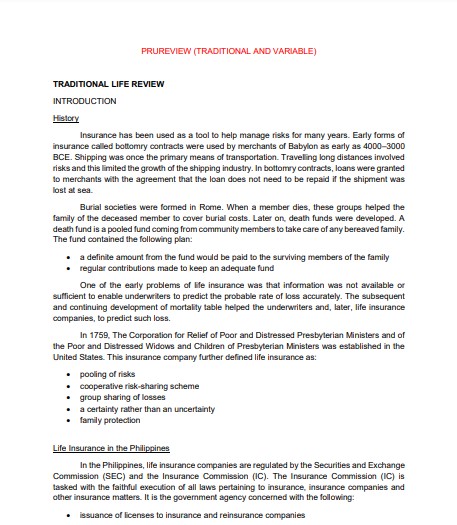 PRUREVIEW (TRADITIONAL AND VARIABLE)
TRADITIONAL LIFE REVIEW
INTRODUCTION
History
Insurance has been used as a tool to help manage risks for many years. Early forms of
insurance called bottomry contracts were used by merchants of Babylon as early as 4000–3000
BCE. Shipping was once the primary means of transportation. Travelling long distances involved
risks and this limited the growth of the shipping industry. In bottomry contracts, loans were granted
to merchants with the agreement that the loan does not need to be repaid if the shipment was
lost at sea.
Burial societies were formed in Rome. When a member dies, these groups helped the
family of the deceased member to cover burial costs. Later on, death funds were developed. A
death fund is a pooled fund coming from community members to take care of any bereaved family.
The fund contained the following plan:
• a definite amount from the fund would be paid to the surviving members of the family
• regular contributions made to keep an adequate fund
One of the early problems of life insurance was that information was not available or
sufficient to enable underwriters to predict the probable rate of loss accurately. The subsequent
and continuing development of mortality table helped the underwriters and, later, life insurance
companies, to predict such loss.
In 1759, The Corporation for Relief of Poor and Distressed Presbyterian Ministers and of
the Poor and Distressed Widows and Children of Presbyterian Ministers was established in the
United States. This insurance company further defined life insurance as:
• pooling of risks
• cooperative risk-sharing scheme
• group sharing of losses
• a certainty rather than an uncertainty
• family protection
Life Insurance in the Philippines
In the Philippines, life insurance companies are regulated by the Securities and Exchange
Commission (SEC) and the Insurance Commission (IC). The Insurance Commission (IC) is
tasked with the faithful execution of all laws pertaining to insurance, insurance companies and
other insurance matters. It is the government agency concerned with the following:
• issuance of licenses to insurance and reinsurance companies